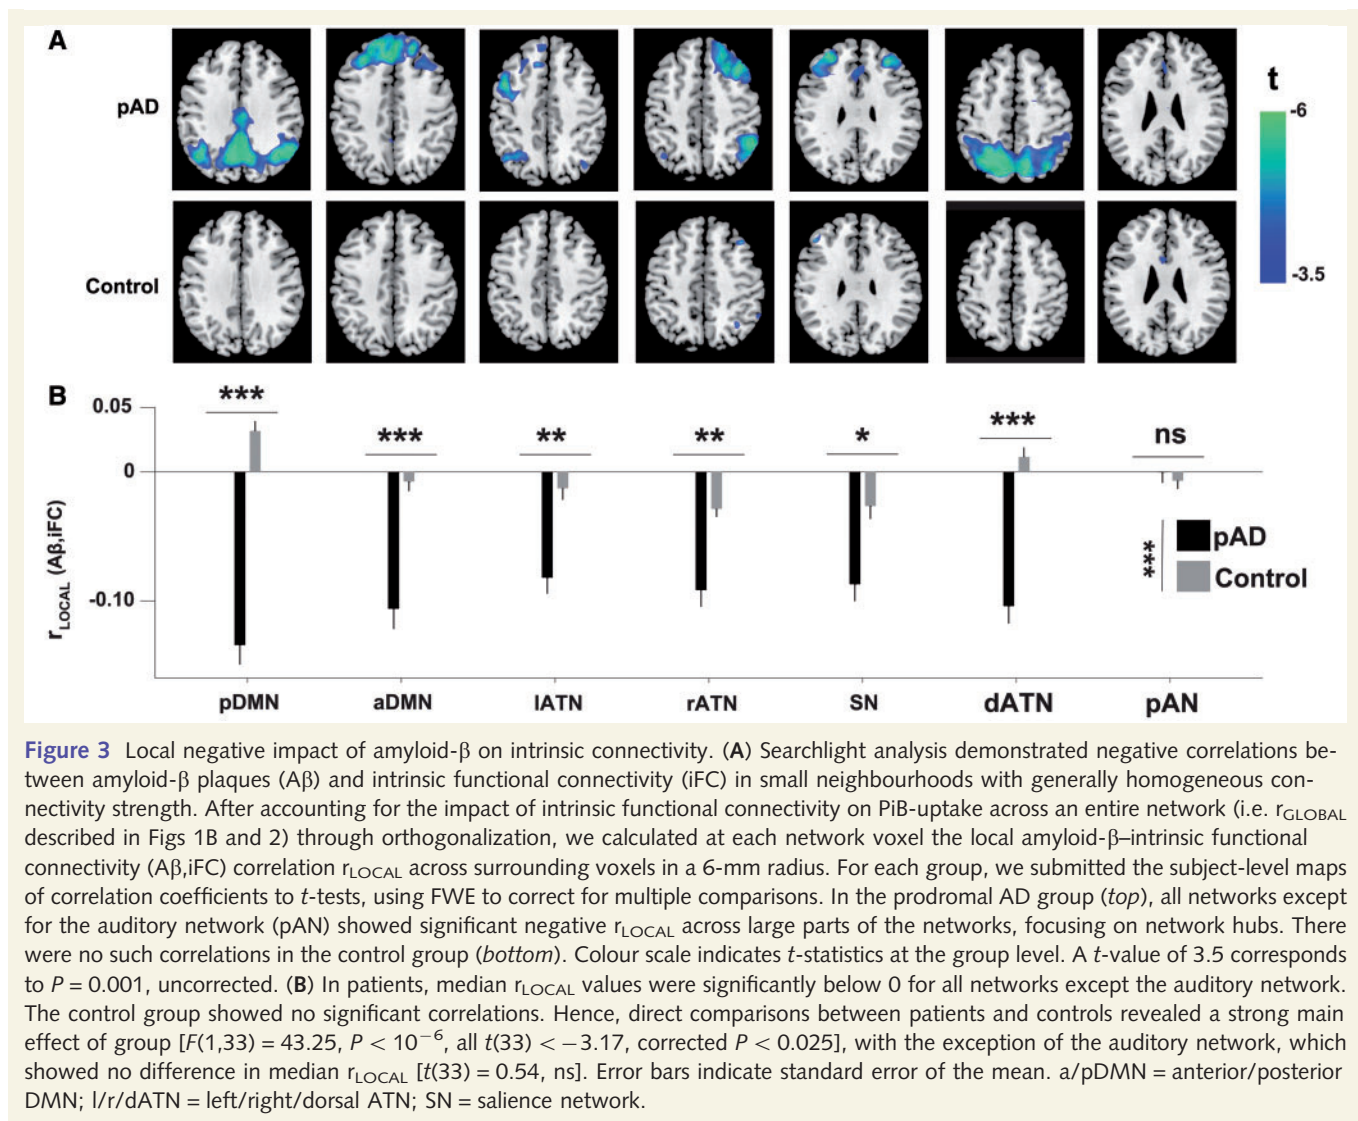 A
pAD
Control
t
-6
-3.5
B
0.05
0
-0.10
r_LOCAL (Aβ,iFC)
***
***
**
**
*
***
ns
pAD
Control
***
pDMN
aDMN
lATN
rATN
SN
dATN
pAN
Figure 3 Local negative impact of amyloid-β on intrinsic connectivity. (A) Searchlight analysis demonstrated negative correlations be-
tween amyloid-β plaques (Aβ) and intrinsic functional connectivity (iFC) in small neighbourhoods with generally homogeneous con-
nectivity strength. After accounting for the impact of intrinsic functional connectivity on PiB-uptake across an entire network (i.e. r_GLOBAL
described in Figs 1B and 2) through orthogonalization, we calculated at each network voxel the local amyloid-β–intrinsic functional
connectivity (Aβ,iFC) correlation r_LOCAL across surrounding voxels in a 6-mm radius. For each group, we submitted the subject-level maps
of correlation coefficients to t-tests, using FWE to correct for multiple comparisons. In the prodromal AD group (top), all networks except
for the auditory network (pAN) showed significant negative r_LOCAL across large parts of the networks, focusing on network hubs. There
were no such correlations in the control group (bottom). Colour scale indicates t-statistics at the group level. A t-value of 3.5 corresponds
to P = 0.001, uncorrected. (B) In patients, median r_LOCAL values were significantly below 0 for all networks except the auditory network.
The control group showed no significant correlations. Hence, direct comparisons between patients and controls revealed a strong main
effect of group [F(1,33) = 43.25, P < 10⁻⁶, all t(33) < −3.17, corrected P < 0.025], with the exception of the auditory network, which
showed no difference in median r_LOCAL [t(33) = 0.54, ns]. Error bars indicate standard error of the mean. a/pDMN = anterior/posterior
DMN; l/r/dATN = left/right/dorsal ATN; SN = salience network.